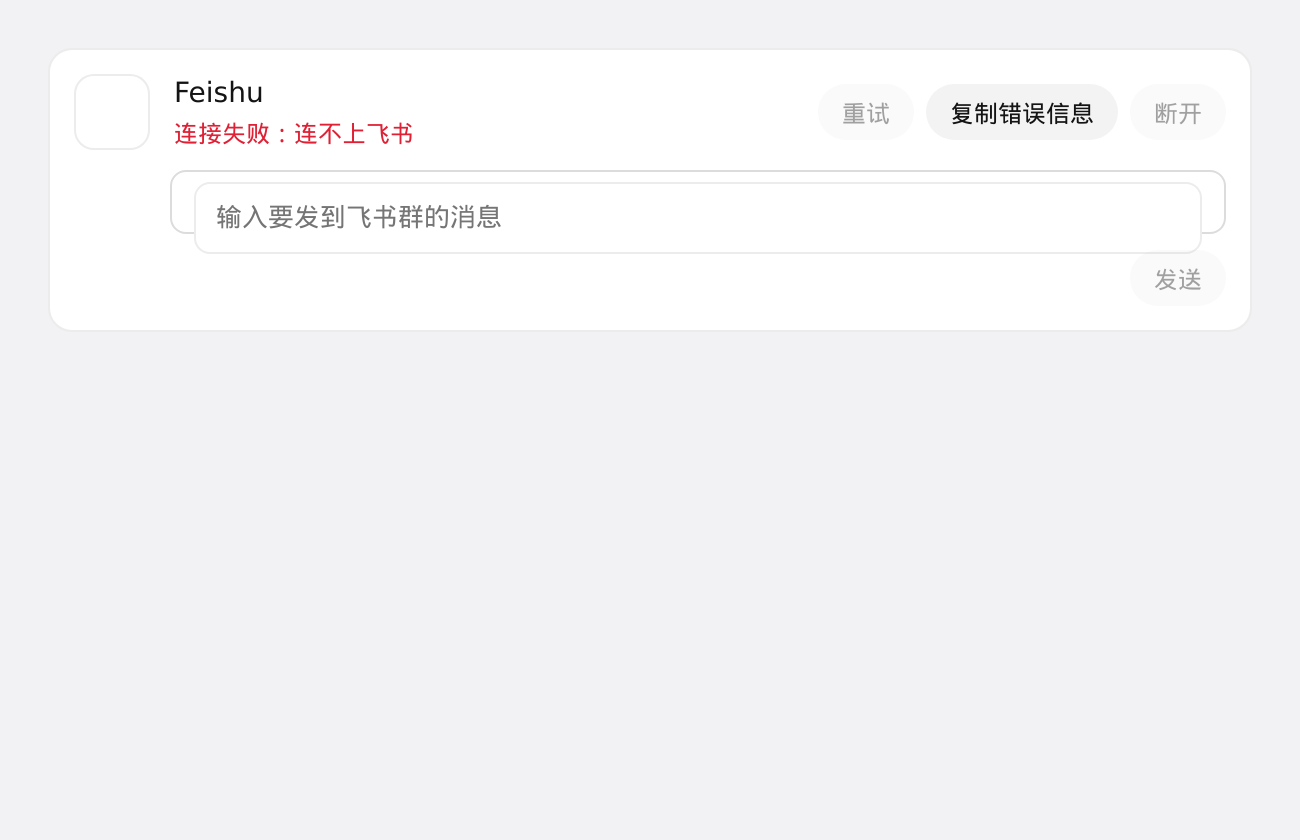 Feishu
连接失败：连不上飞书
重试
复制错误信息
断开
输入要发到飞书群的消息
发送